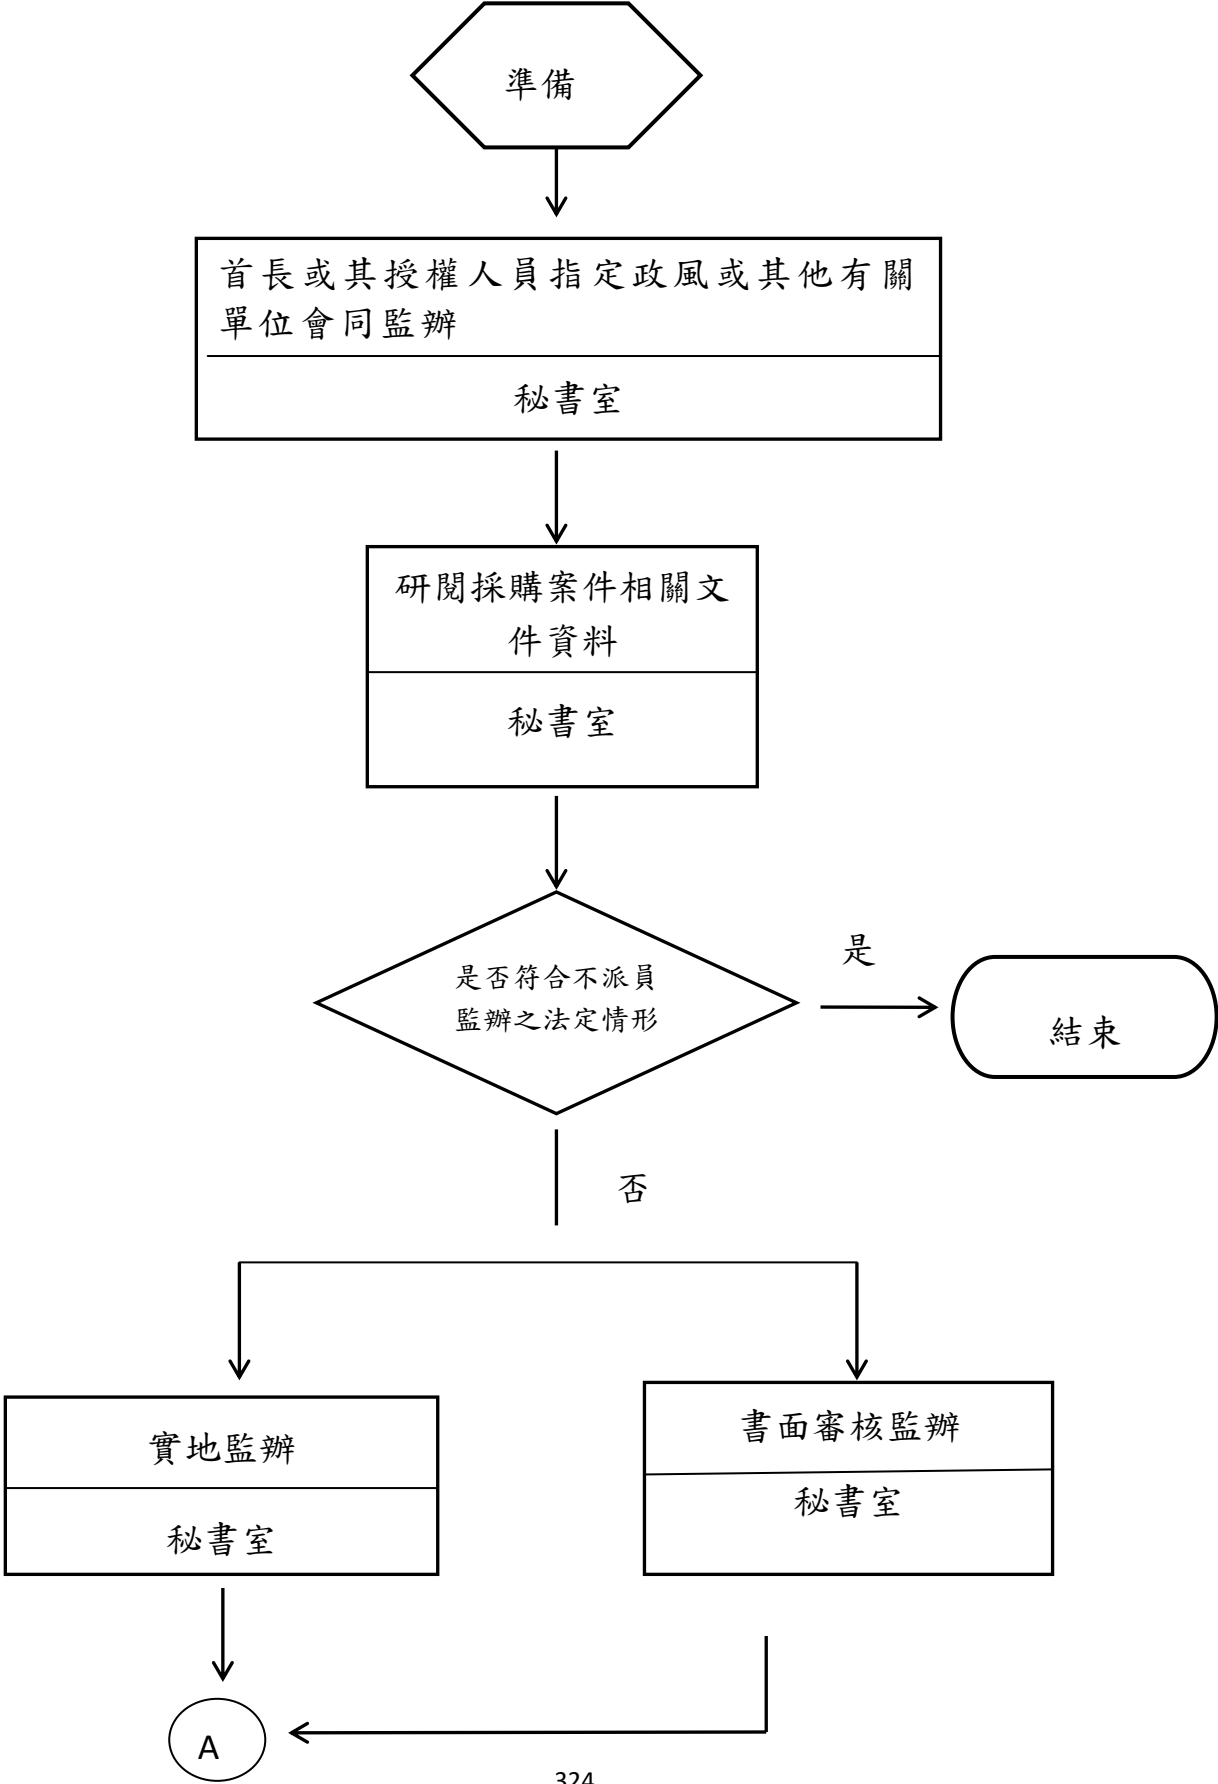 準備
首長或其授權人員指定政風或其他有關
單位會同監辦
秘書室
研閱採購案件相關文
件資料
秘書室
是否符合不派員
監辦之法定情形
是
結束
否
實地監辦
秘書室
書面審核監辦
秘書室
A
324